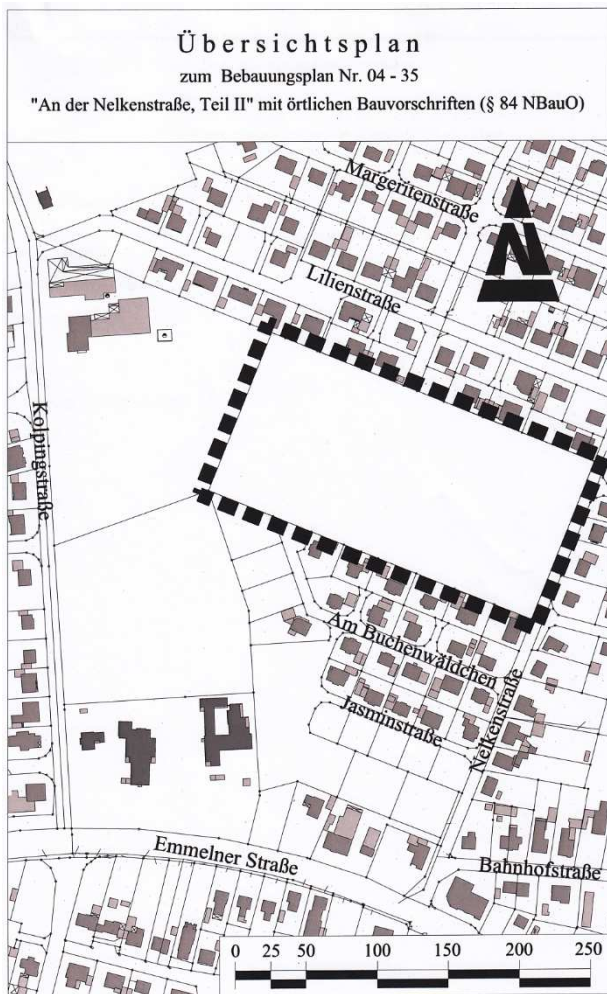 Übersichtsplan
zum Bebauungsplan Nr. 04 - 35
"An der Nelkenstraße, Teil II" mit örtlichen Bauvorschriften (§ 84 NBauO)
Margeritenstraße
N
Lilienstraße
Kolpingstraße
Am Buchenwäldchen
Jasminstraße
Nelkenstraße
Emmelner Straße
Bahnhofstraße
0 25 50 100 150 200 250